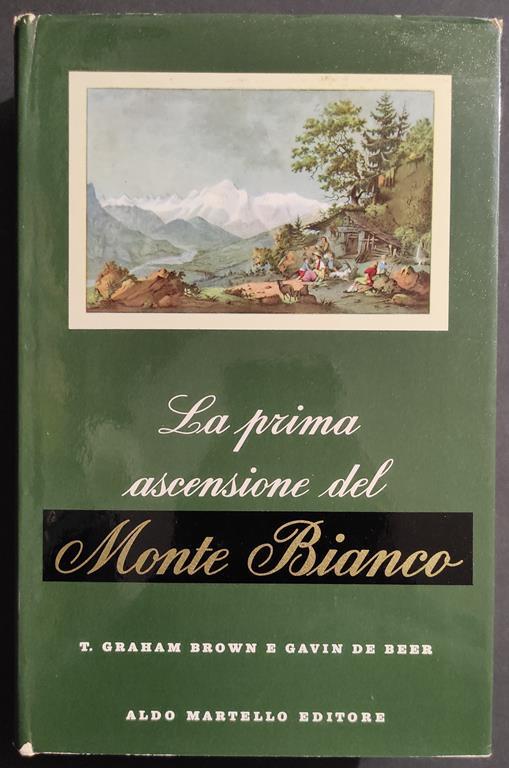 La prima
ascensione del
Monte Bianco
T. GRAHAM BROWN E GAVIN DE BEER
ALDO MARTELLO EDITORE